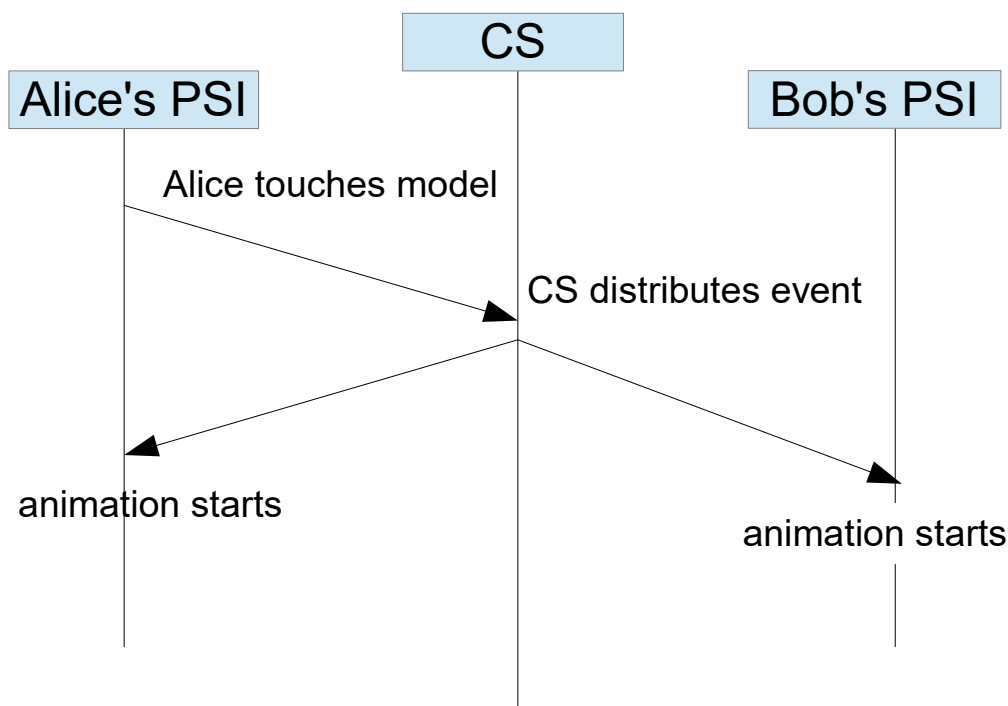 CS
Alice's PSI
Bob's PSI
Alice touches model
CS distributes event
animation starts
animation starts